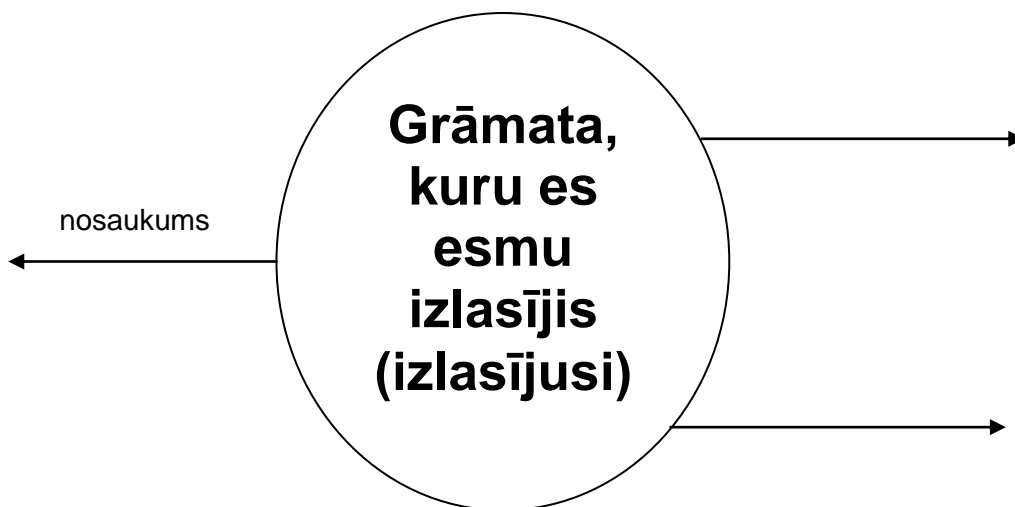 nosaukums
Grāmata,
kuru es
esmu
izlasījis
(izlasījusi)